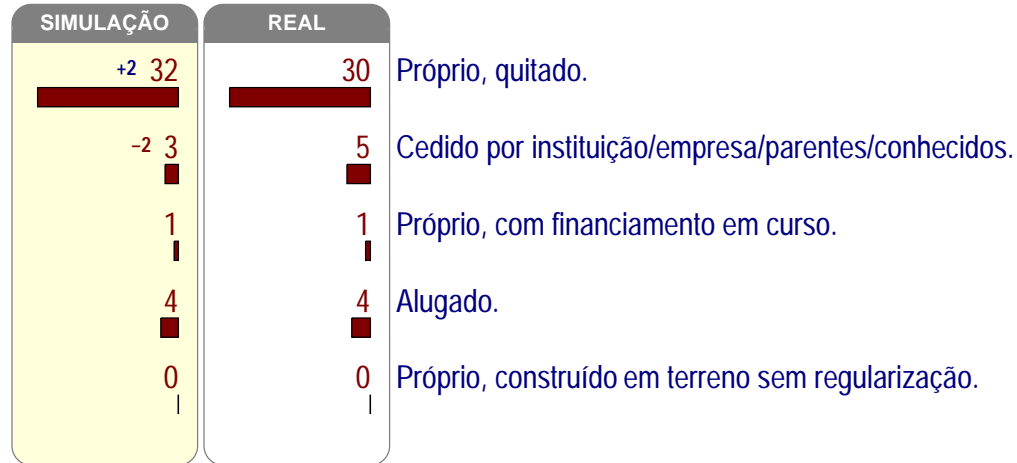 SIMULAÇÃO REAL
+2 32 30 Próprio, quitado.
−2 3 5 Cedido por instituição/empresa/parentes/conhecidos.
1 1 Próprio, com financiamento em curso.
4 4 Alugado.
0 0 Próprio, construído em terreno sem regularização.